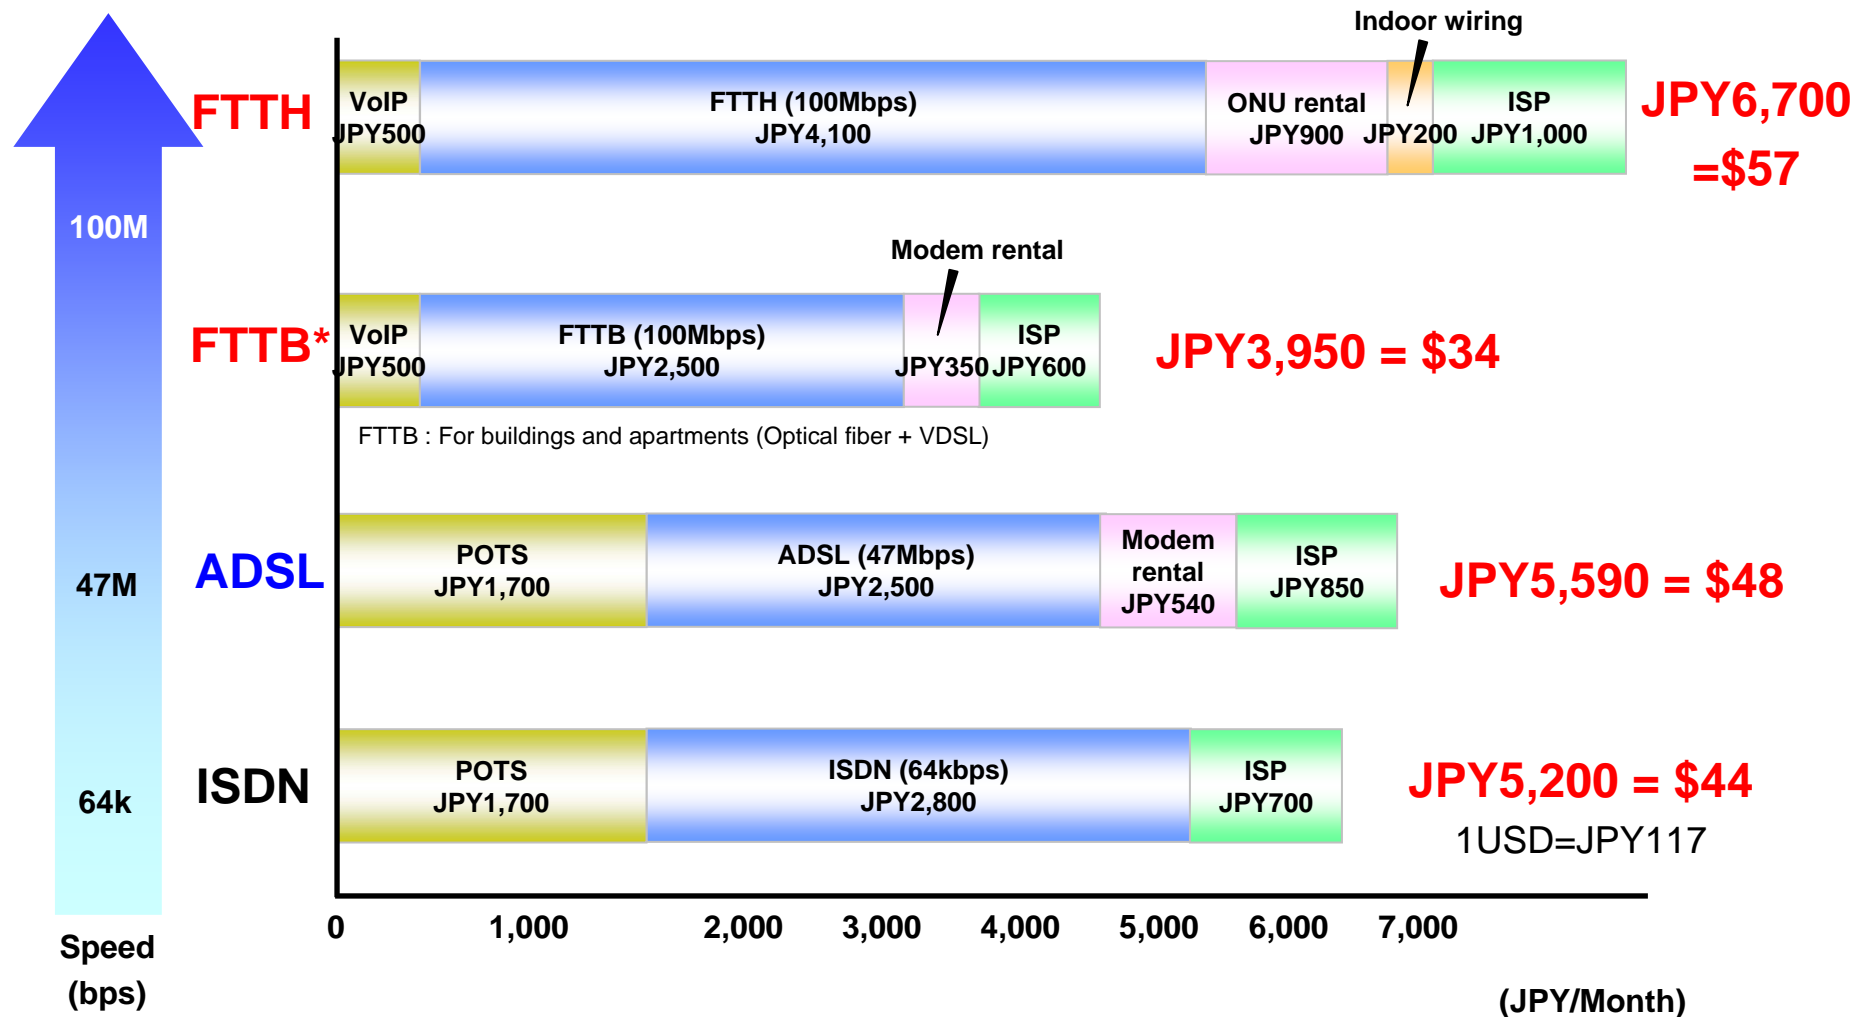 Indoor wiring
FTTH
VoIP
JPY500
FTTH (100Mbps)
JPY4,100
ONU rental
JPY900
JPY200
ISP
JPY1,000
JPY6,700
=$57
100M
Modem rental
FTTB*
VoIP
JPY500
FTTB (100Mbps)
JPY2,500
JPY350
ISP
JPY600
JPY3,950 = $34
FTTB : For buildings and apartments (Optical fiber + VDSL)
47M
ADSL
POTS
JPY1,700
ADSL (47Mbps)
JPY2,500
Modem
rental
JPY540
ISP
JPY850
JPY5,590 = $48
64k
ISDN
POTS
JPY1,700
ISDN (64kbps)
JPY2,800
ISP
JPY700
JPY5,200 = $44
1USD=JPY117
0 1,000 2,000 3,000 4,000 5,000 6,000 7,000
Speed
(bps)
(JPY/Month)